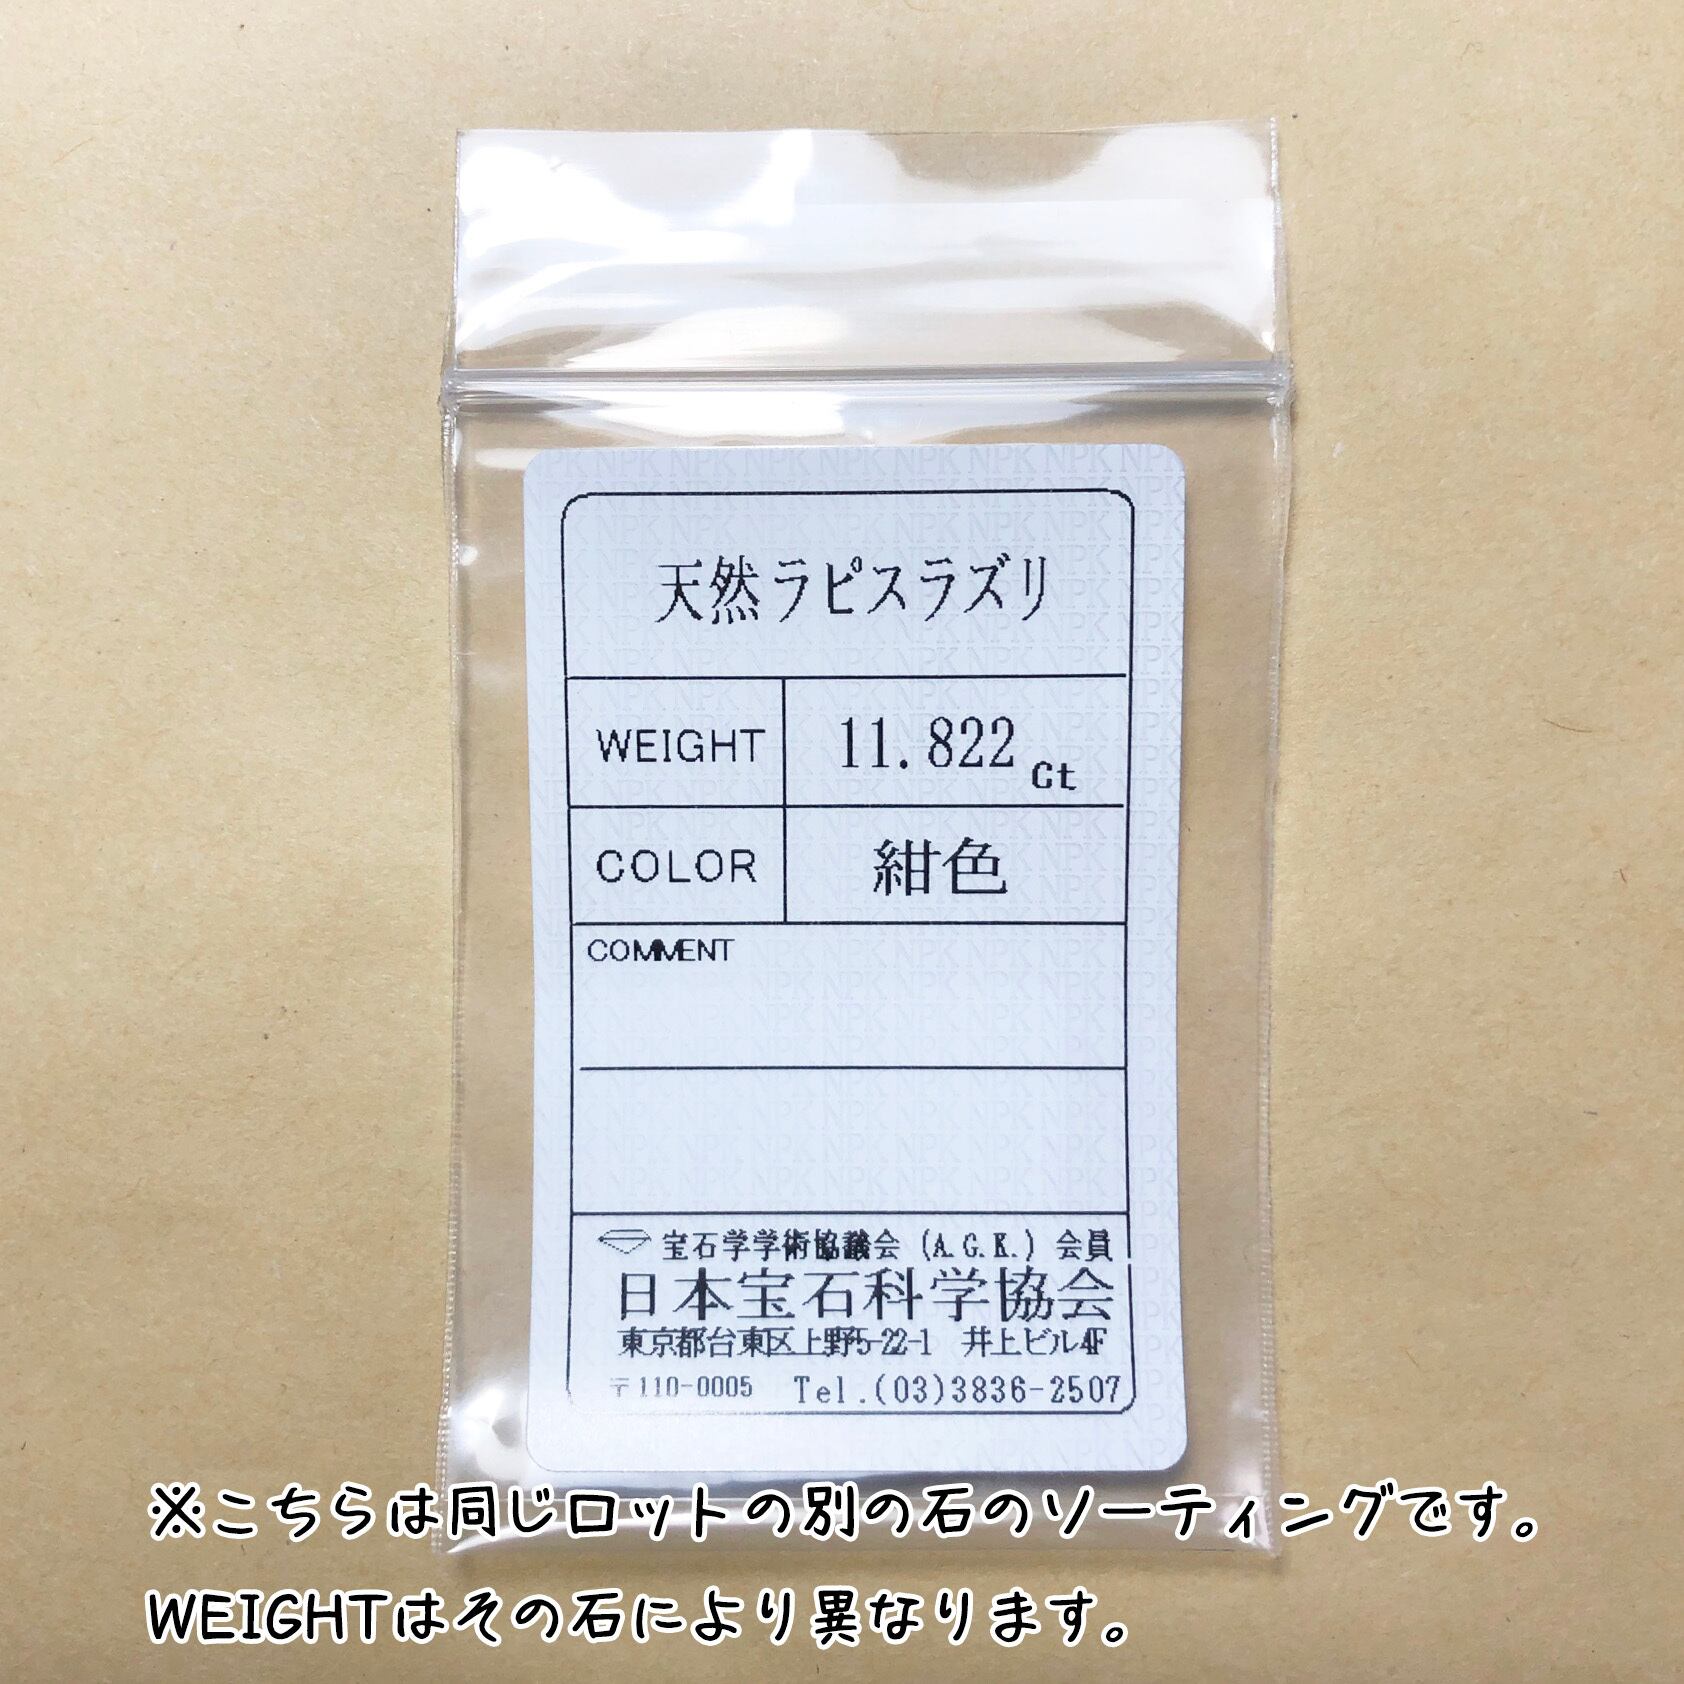 天然ラピスラズリ
WEIGHT 11.822 Ct
COLOR 紺色
COMMENT
宝石学学術協議会 (A.G.K.) 会員
日本宝石科学協会
東京都台東区上野5-22-1 井上ビル4F
〒110-0005 Tel.(03)3836-2507
※こちらは同じロットの別の石のソーティングです。
WEIGHTはその石により異なります。